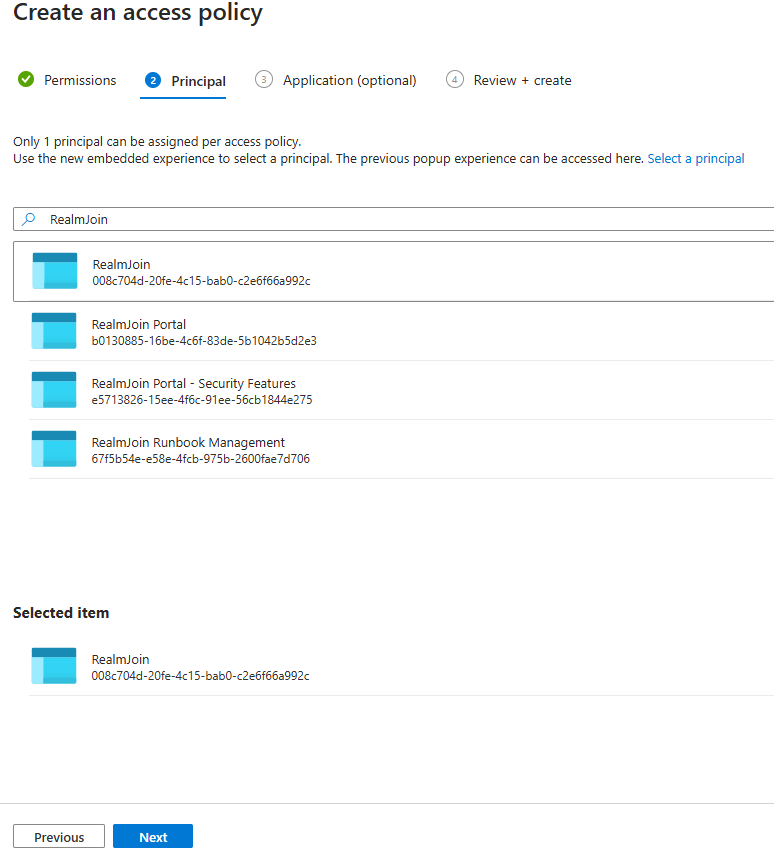 Create an access policy
Permissions
2 Principal
3 Application (optional)
4 Review + create
Only 1 principal can be assigned per access policy.
Use the new embedded experience to select a principal. The previous popup experience can be accessed here. Select a principal
RealmJoin
RealmJoin
008c704d-20fe-4c15-bab0-c2e6f66a992c
RealmJoin Portal
b0130885-16be-4c6f-83de-5b1042b5d2e3
RealmJoin Portal - Security Features
e5713826-15ee-4f6c-91ee-56cb1844e275
RealmJoin Runbook Management
67f5b54e-e58e-4fcb-975b-2600fae7d706
Selected item
RealmJoin
008c704d-20fe-4c15-bab0-c2e6f66a992c
Previous
Next